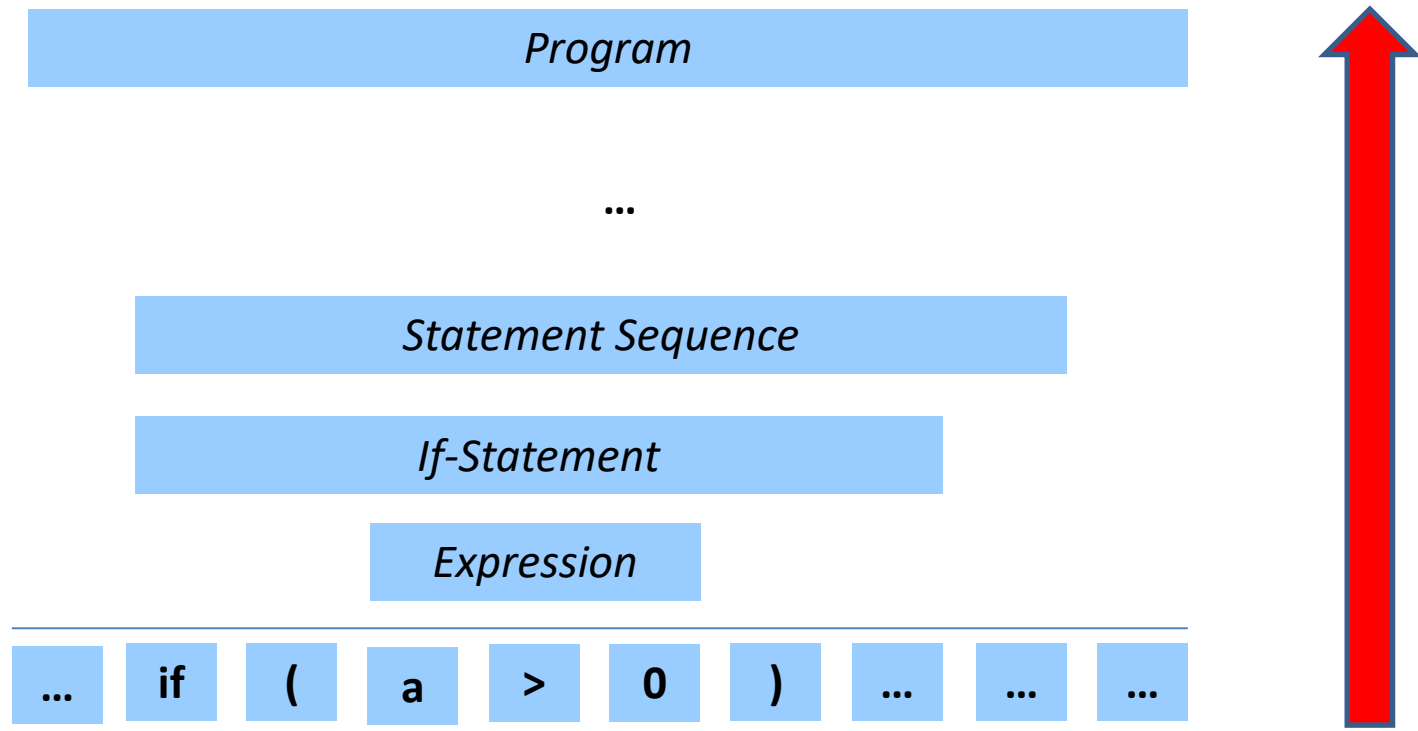 Program
…
Statement Sequence
If-Statement
Expression
… if ( a > 0 ) … … …